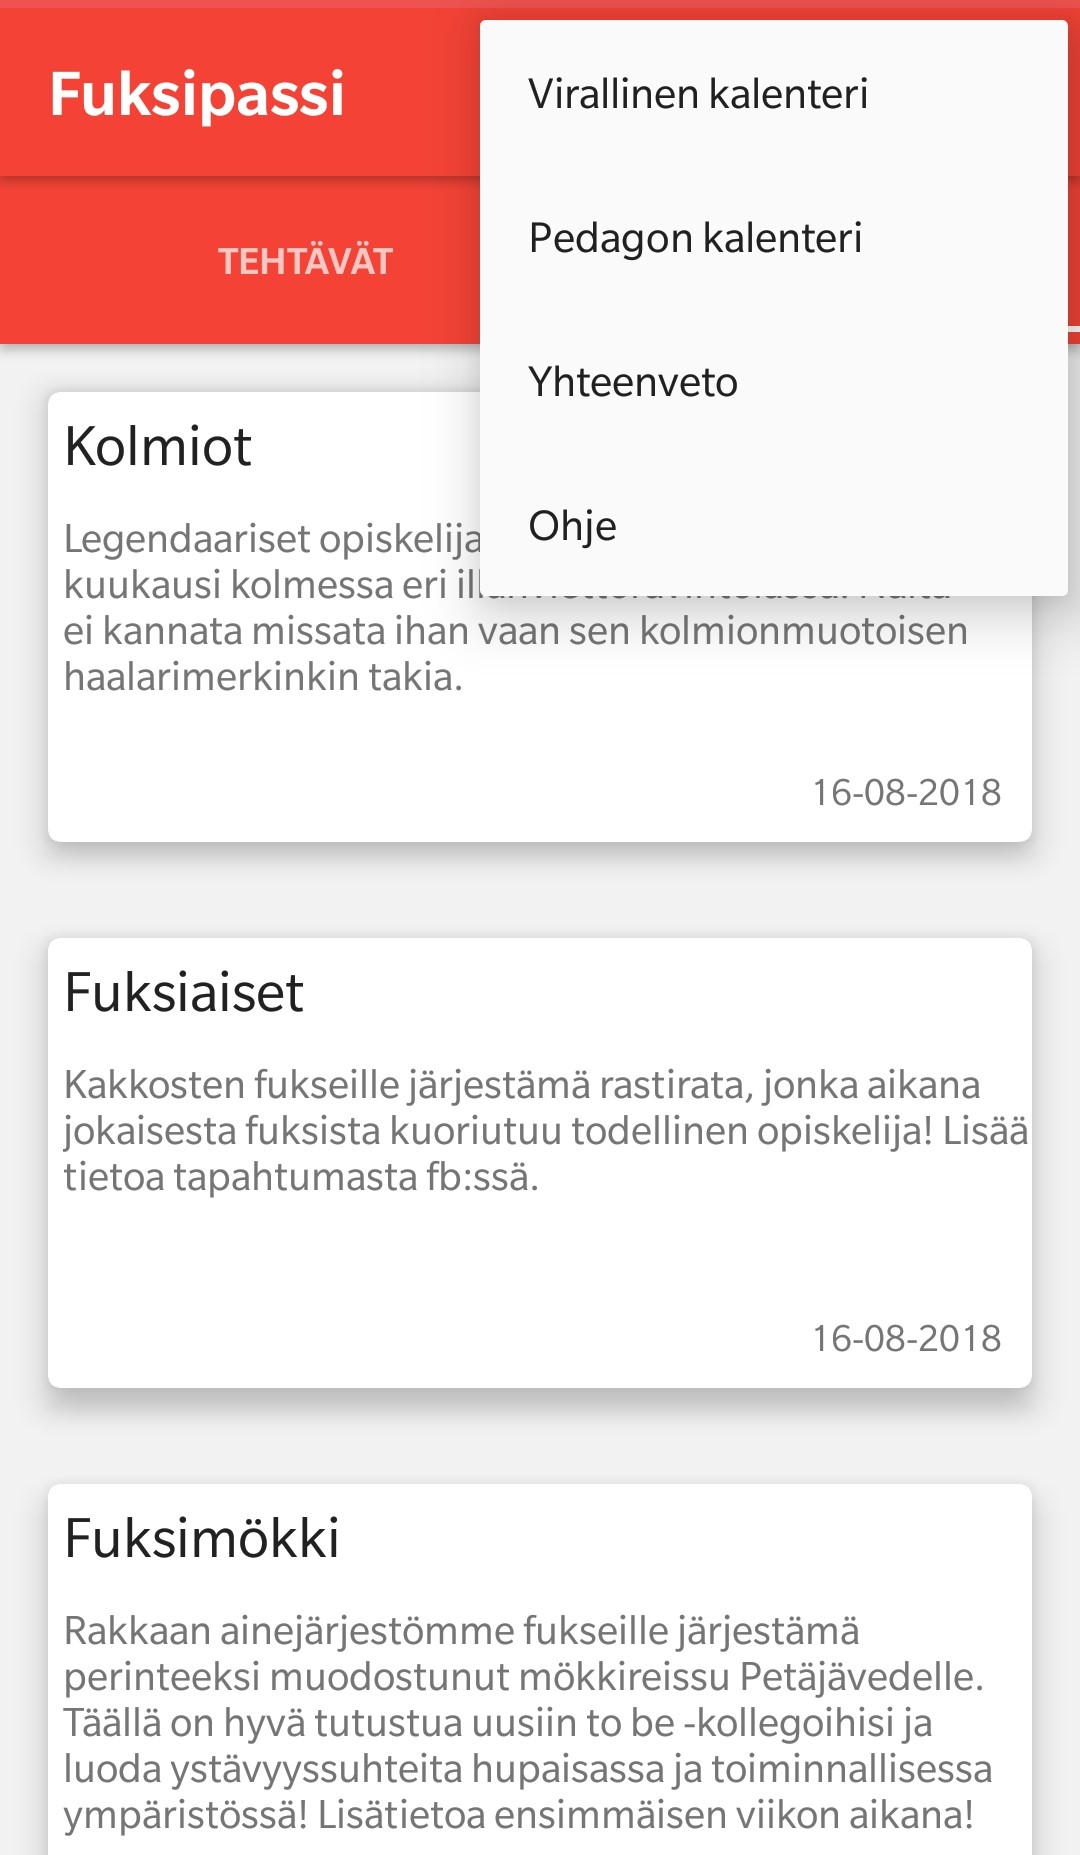 Fuksipassi
TEHTÄVÄT
Virallinen kalenteri
Pedagon kalenteri
Yhteenveto
Ohje
Kolmiot
Legendaariset opiskelija
kuukausi kolmessa eri
ei kannata missata ihan vaan sen kolmionmuotoisen
haalarimerkinkin takia.
16-08-2018
Fuksiaiset
Kakkosten fukseille järjestämä rastirata, jonka aikana
jokaisesta fuksista kuoriutuu todellinen opiskelija! Lisää
tietoa tapahtumasta fb:ssä.
16-08-2018
Fuksimökki
Rakkaan ainejärjestömme fukseille järjestämä
perinteeksi muodostunut mökkireissu Petäjävedelle.
Täällä on hyvä tutustua uusiin to be -kollegoihisi ja
luoda ystävyyssuhteita hupaisassa ja toiminnallisessa
ympäristössä! Lisätietoa ensimmäisen viikon aikana!